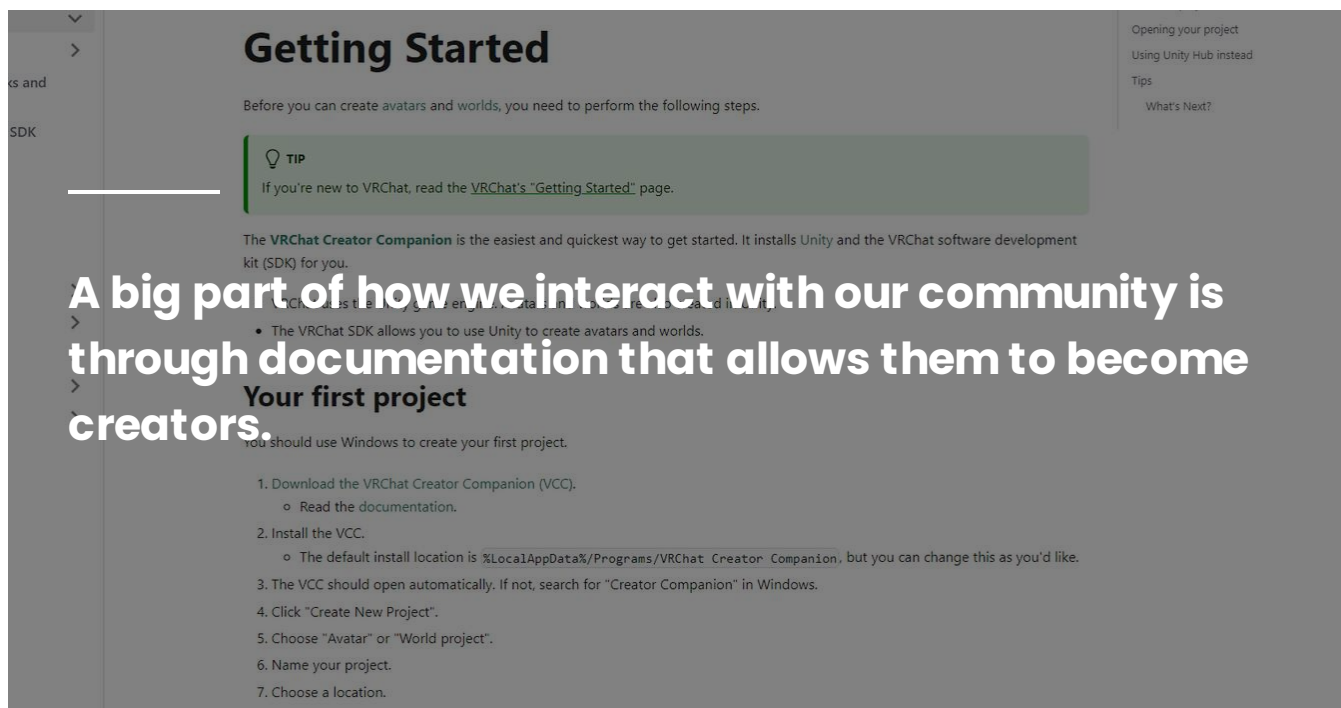 Getting Started
Opening your project
Using Unity Hub instead
Tips
What's Next?
and
SDK
Before you can create avatars and worlds, you need to perform the following steps.
TIP
If you're new to VRChat, read the VRChat's "Getting Started" page.
The VRChat Creator Companion is the easiest and quickest way to get started. It installs Unity and the VRChat software development
kit (SDK) for you.
A big part of how we interact with our community is
through documentation that allows them to become
creators.
• The VRChat SDK allows you to use Unity to create avatars and worlds.
Your first project
You should use Windows to create your first project.
1. Download the VRChat Creator Companion (VCC).
Read the documentation.
2. Install the VCC.
The default install location is %LocalAppData%/Programs/VRChat Creator Companion, but you can change this as you'd like.
3. The VCC should open automatically. If not, search for "Creator Companion" in Windows.
4. Click "Create New Project".
5. Choose "Avatar" or "World project".
6. Name your project.
7. Choose a location.